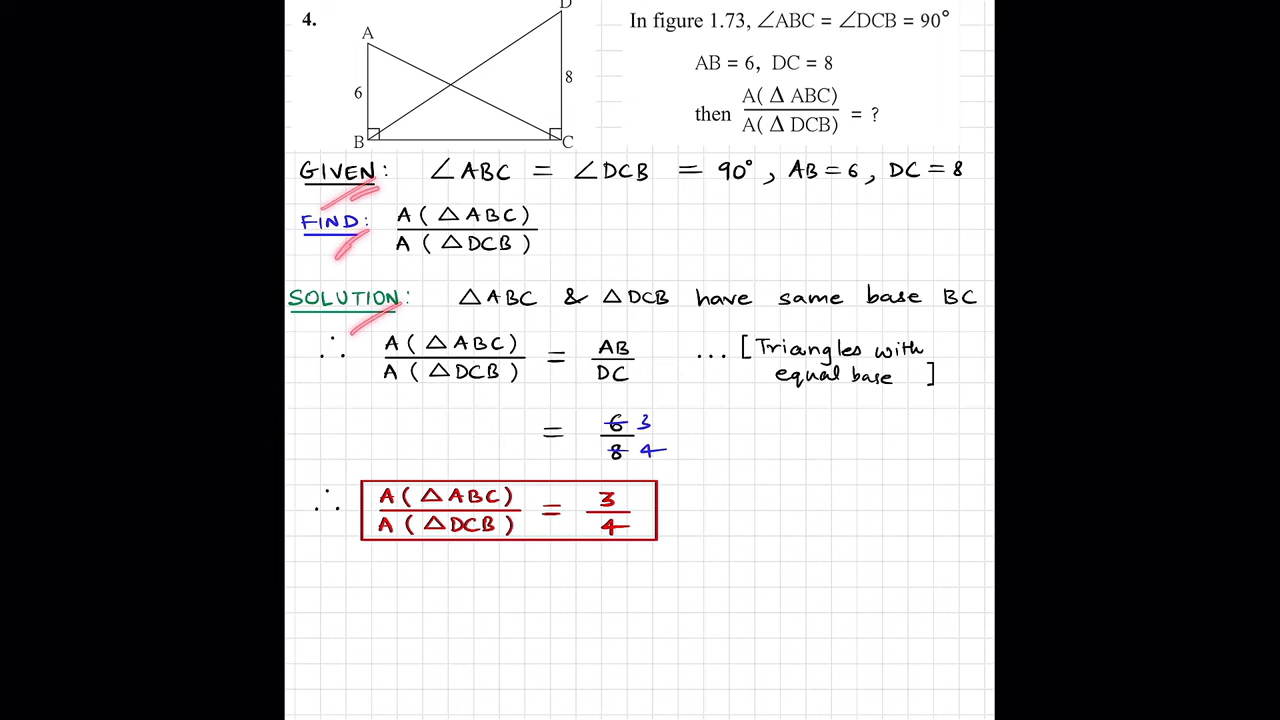 4.
D
A
6
8
B
C
In figure 1.73, ∠ABC = ∠DCB = 90°
AB = 6, DC = 8
then A( Δ ABC) / A( Δ DCB) = ?
GIVEN: ∠ABC = ∠DCB = 90°, AB = 6, DC = 8
FIND: A ( △ ABC ) / A ( △ DCB )
SOLUTION: △ ABC & △ DCB have same base BC
∴ A ( △ ABC ) / A ( △ DCB ) = AB / DC ... [ Triangles with
equal base ]
= 6 3 / 8 4
∴ A ( △ ABC ) / A ( △ DCB ) = 3 / 4